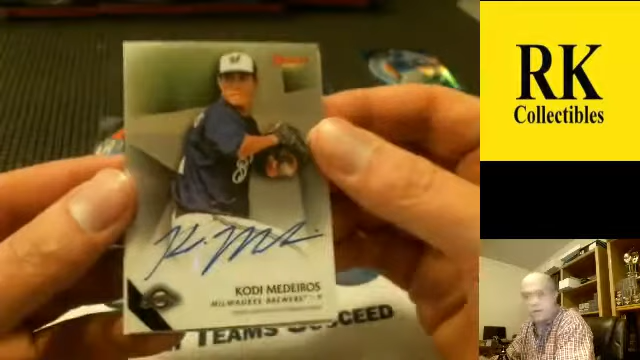 RK
Collectibles
K. M
KODI MEDEIROS
MILWAUKEE BREWERS
TEAMS SUCCEED